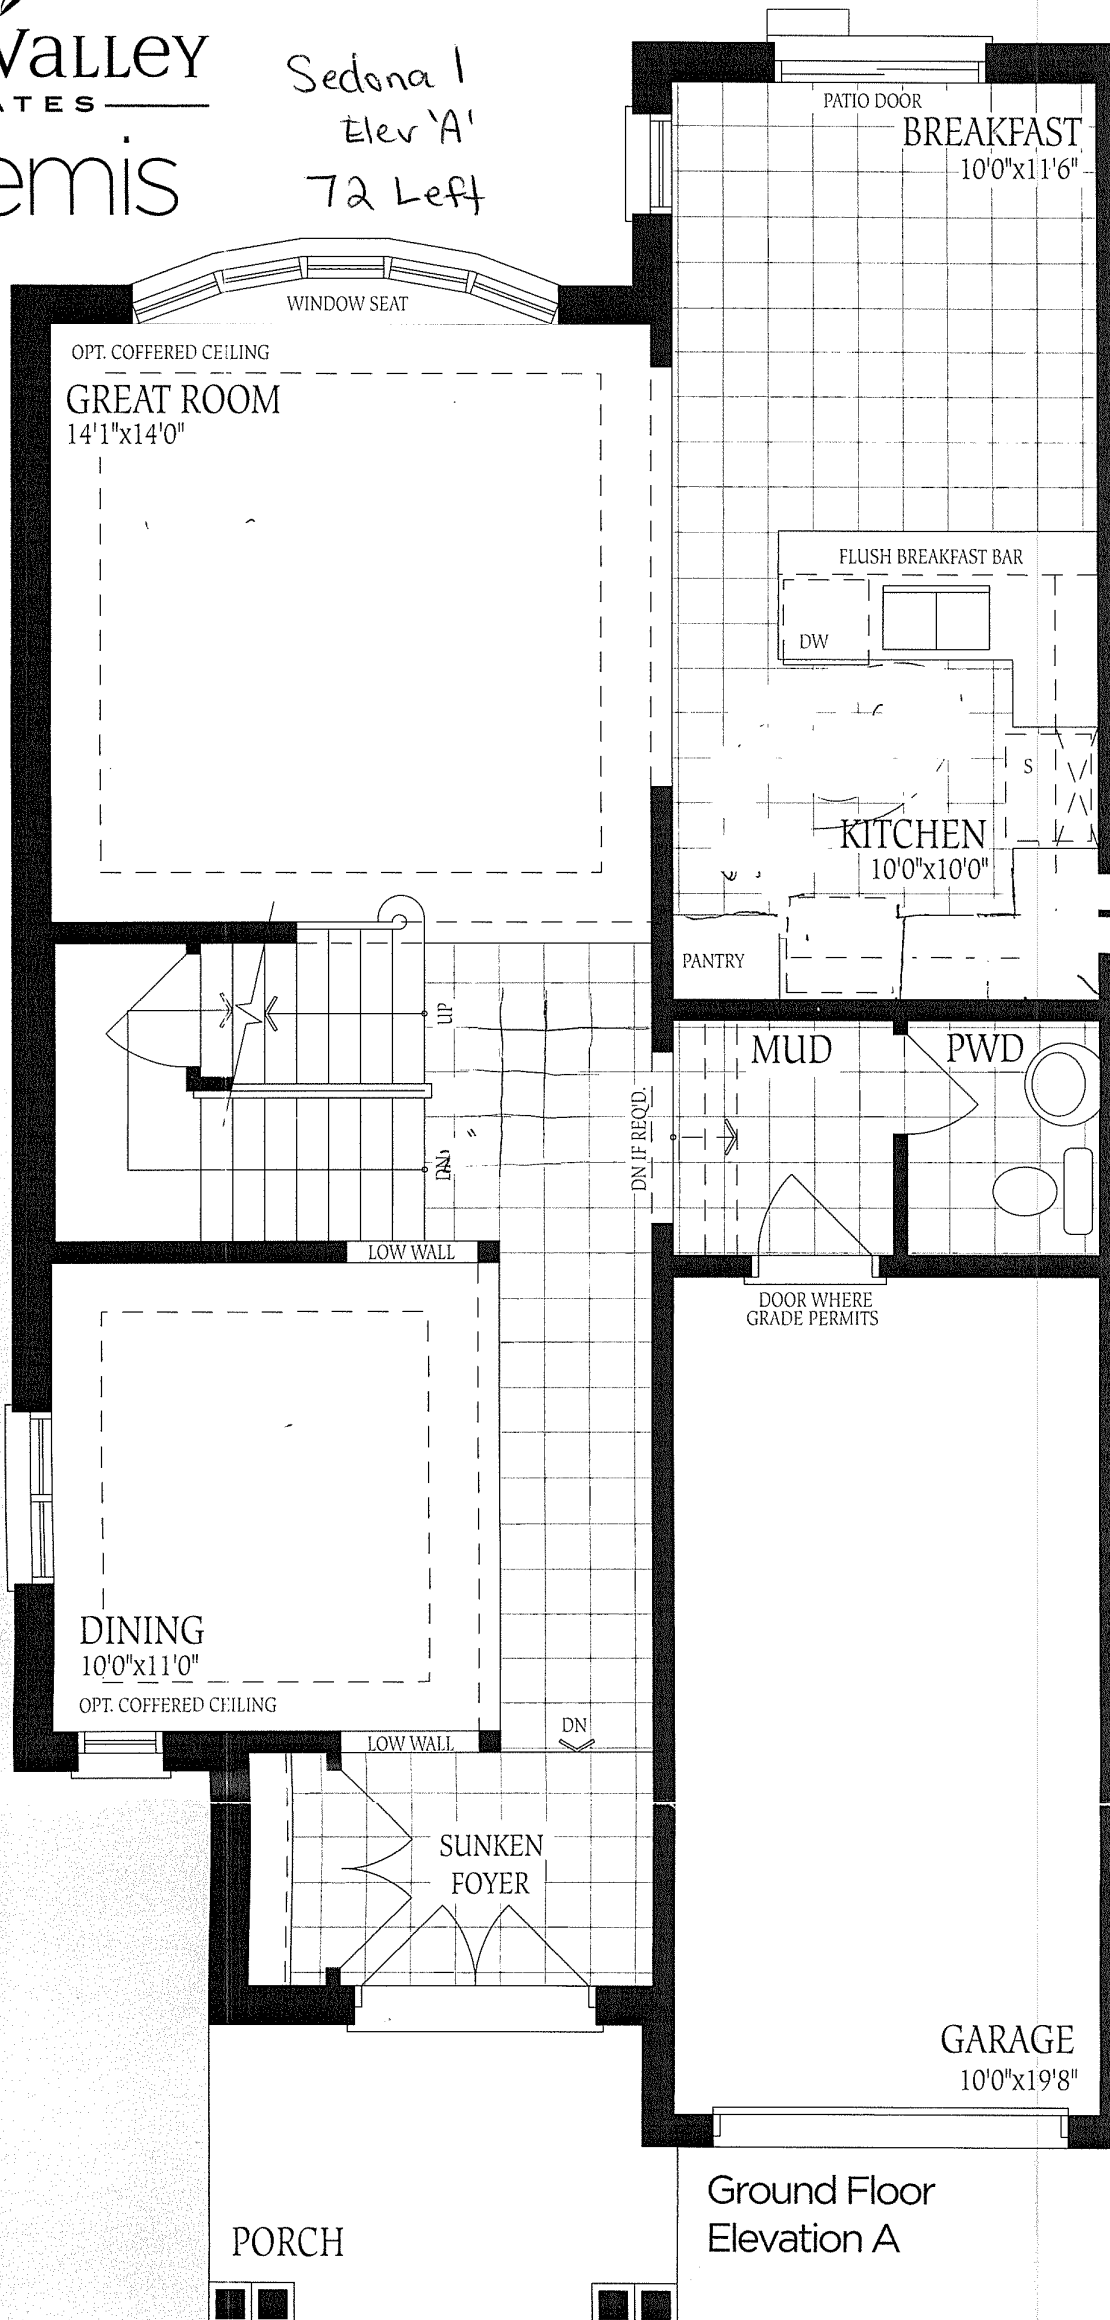 VaLLeY
ATES
emis
Sedona 1
Elev 'A'
72 Left
PATIO DOOR
BREAKFAST
10'0"x11'6"
WINDOW SEAT
OPT. COFFERED CEILING
GREAT ROOM
14'1"x14'0"
FLUSH BREAKFAST BAR
DW
S
KITCHEN
10'0"x10'0"
PANTRY
UP
MUD
PWD
DN IF REQ'D.
DN
LOW WALL
DOOR WHERE
GRADE PERMITS
DINING
10'0"x11'0"
OPT. COFFERED CEILING
LOW WALL
DN
SUNKEN
FOYER
GARAGE
10'0"x19'8"
Ground Floor
Elevation A
PORCH